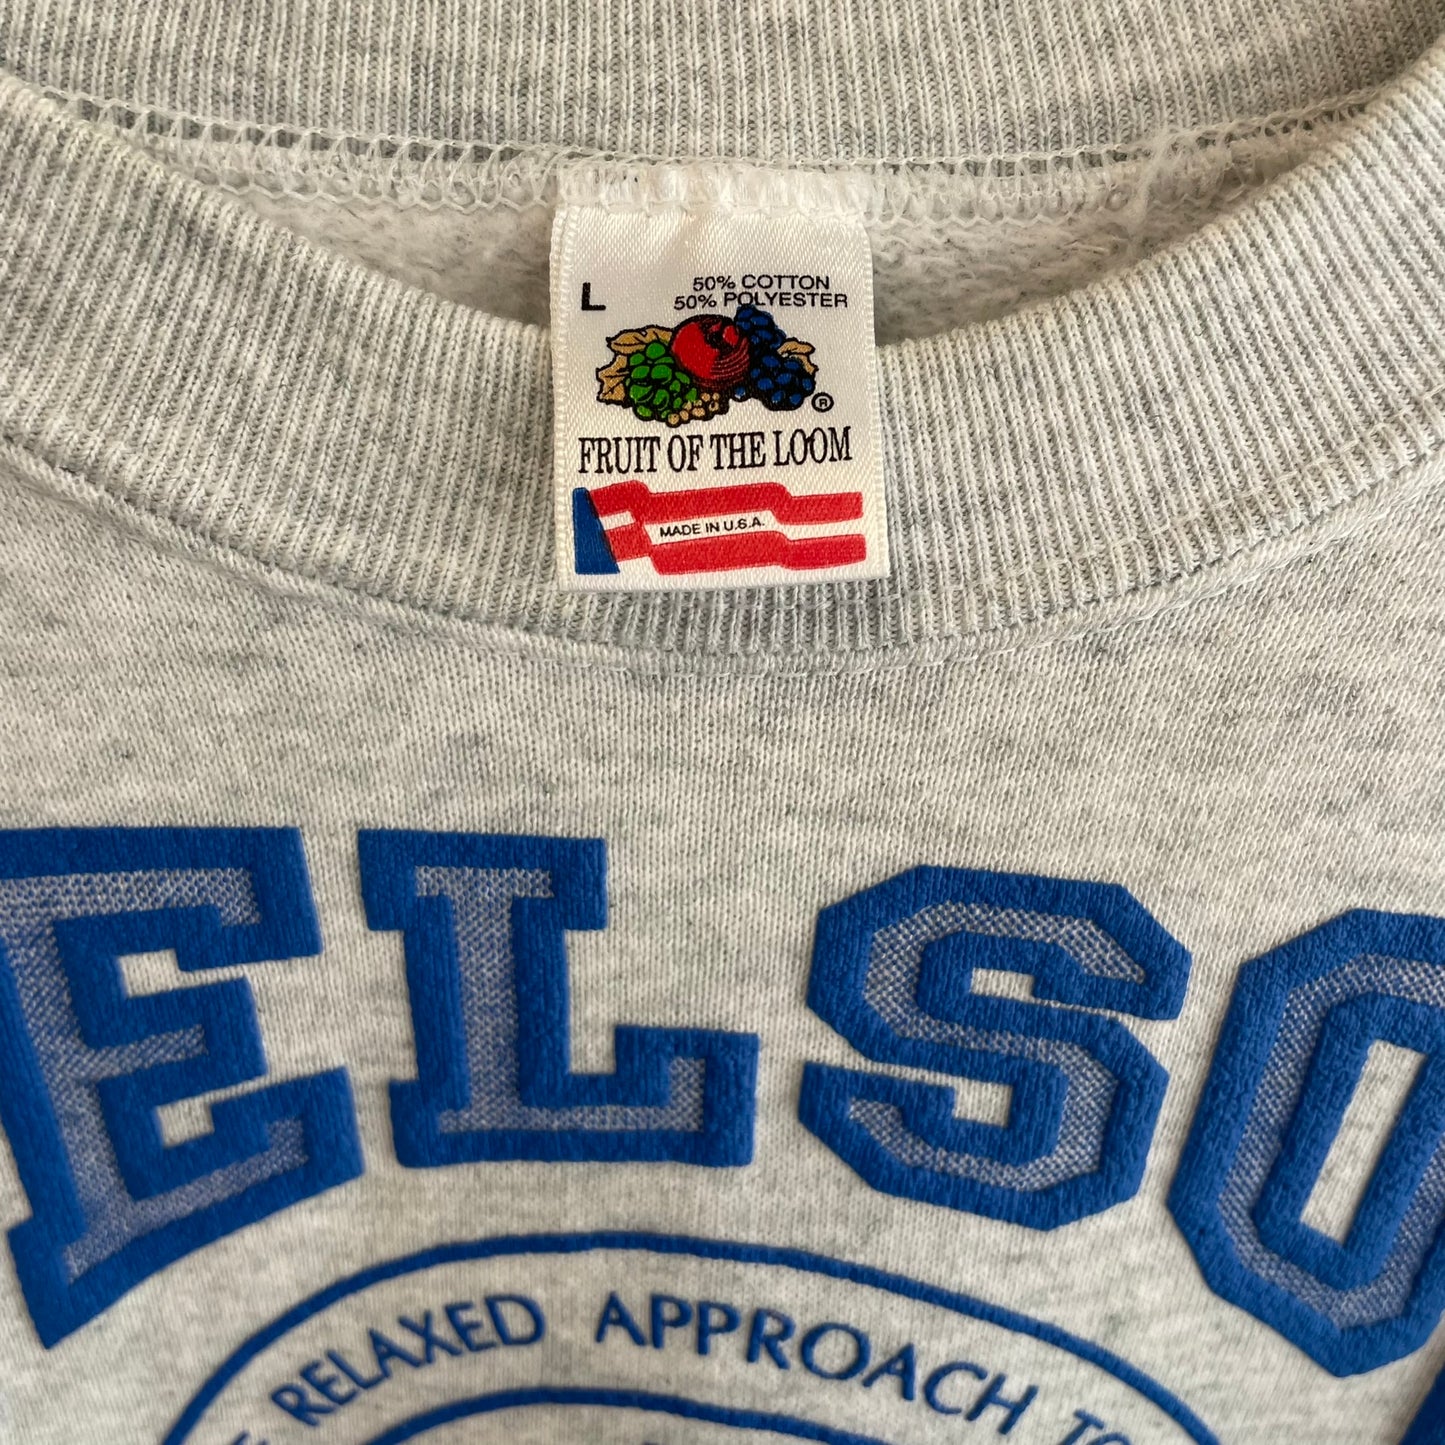 L
50% COTTON
50% POLYESTER
®
FRUIT OF THE LOOM
MADE IN U.S.A.
ELSO
RELAXED APPROACH TO